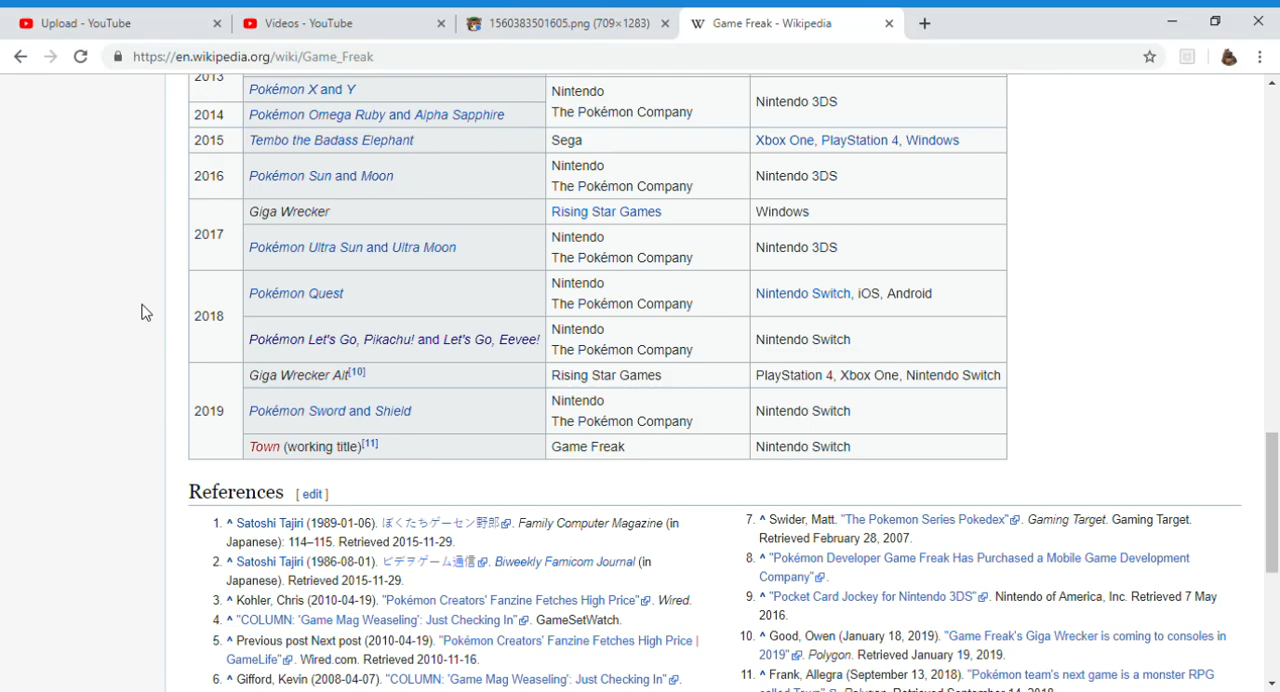 Upload - YouTube
Videos - YouTube
1560383501605.png (709×1283)
W Game Freak - Wikipedia
https://en.wikipedia.org/wiki/Game_Freak
2013
Pokémon X and Y
Nintendo
The Pokémon Company
Nintendo 3DS
2014
Pokémon Omega Ruby and Alpha Sapphire
2015
Tembo the Badass Elephant
Sega
Xbox One, PlayStation 4, Windows
2016
Pokémon Sun and Moon
Nintendo
The Pokémon Company
Nintendo 3DS
2017
Giga Wrecker
Rising Star Games
Windows
Pokémon Ultra Sun and Ultra Moon
Nintendo
The Pokémon Company
Nintendo 3DS
2018
Pokémon Quest
Nintendo
The Pokémon Company
Nintendo Switch, iOS, Android
Pokémon Let's Go, Pikachu! and Let's Go, Eevee!
Nintendo
The Pokémon Company
Nintendo Switch
2019
Giga Wrecker Alt[10]
Rising Star Games
PlayStation 4, Xbox One, Nintendo Switch
Pokémon Sword and Shield
Nintendo
The Pokémon Company
Nintendo Switch
Town (working title)[11]
Game Freak
Nintendo Switch
References [ edit ]
1. ^ Satoshi Tajiri (1989-01-06). ぼくたちゲーセン野郎. Family Computer Magazine (in
Japanese): 114–115. Retrieved 2015-11-29.
2. ^ Satoshi Tajiri (1986-08-01). ビデヲゲーム通信. Biweekly Famicom Journal (in
Japanese). Retrieved 2015-11-29.
3. ^ Kohler, Chris (2010-04-19). "Pokémon Creators' Fanzine Fetches High Price". Wired.
4. ^ "COLUMN: 'Game Mag Weaseling': Just Checking In". GameSetWatch.
5. ^ Previous post Next post (2010-04-19). "Pokémon Creators' Fanzine Fetches High Price |
GameLife". Wired.com. Retrieved 2010-11-16.
6. ^ Gifford, Kevin (2008-04-07). "COLUMN: 'Game Mag Weaseling': Just Checking In".
7. ^ Swider, Matt. "The Pokemon Series Pokedex". Gaming Target. Gaming Target.
Retrieved February 28, 2007.
8. ^ "Pokémon Developer Game Freak Has Purchased a Mobile Game Development
Company".
9. ^ "Pocket Card Jockey for Nintendo 3DS". Nintendo of America, Inc. Retrieved 7 May
2016.
10. ^ Good, Owen (January 18, 2019). "Game Freak's Giga Wrecker is coming to consoles in
2019". Polygon. Retrieved January 19, 2019.
11. ^ Frank, Allegra (September 13, 2018). "Pokémon team's next game is a monster RPG
called Town". Polygon. Retrieved September 14, 2018.